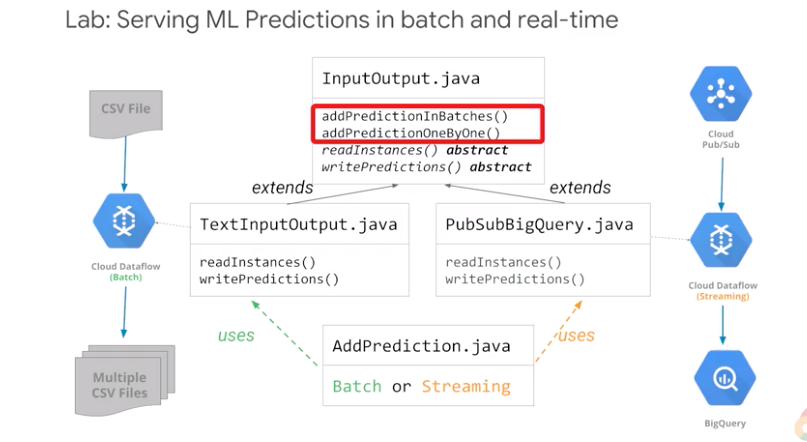 Lab: Serving ML Predictions in batch and real-time
CSV File
Cloud Dataflow
(Batch)
Multiple
CSV Files
InputOutput.java
addPredictionInBatches()
addPredictionOneByOne()
readInstances() abstract
writePredictions() abstract
extends
extends
TextInputOutput.java
readInstances()
writePredictions()
PubSubBigQuery.java
readInstances()
writePredictions()
uses
uses
AddPrediction.java
Batch or Streaming
Cloud
Pub/Sub
Cloud Dataflow
(Streaming)
BigQuery